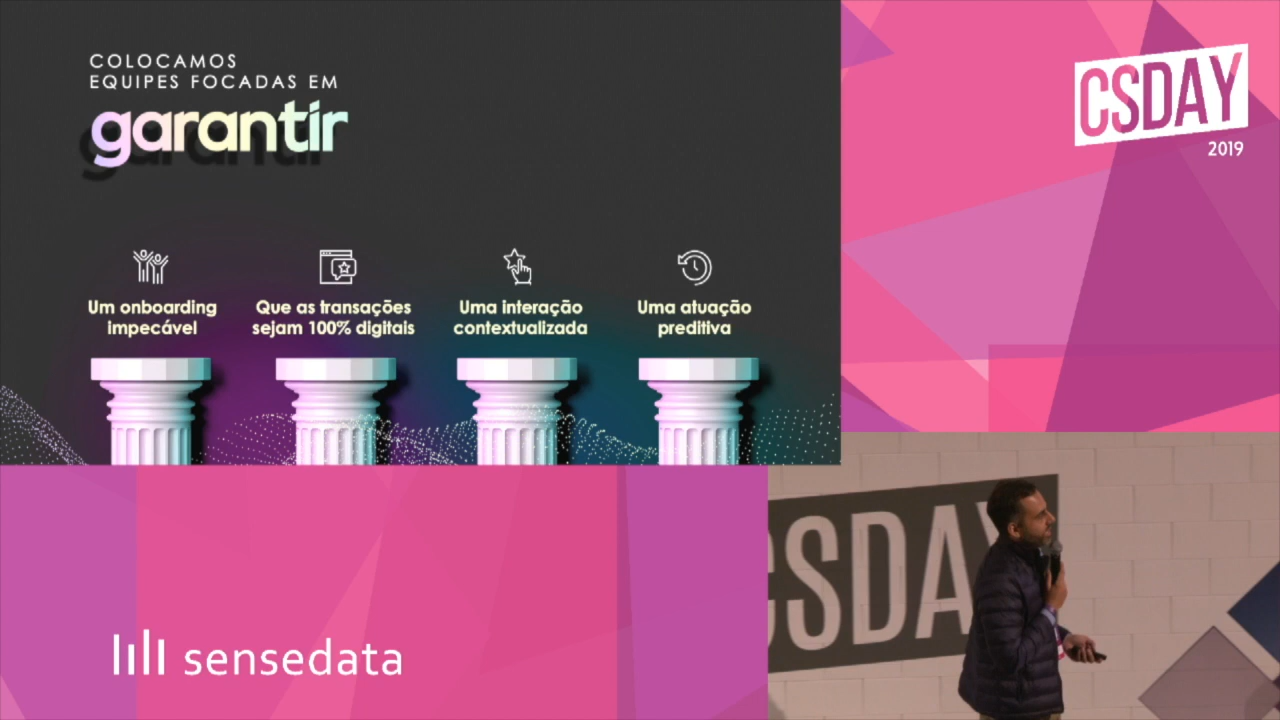 COLOCAMOS
EQUIPES FOCADAS EM
garantir
Um onboarding
impecável
Que as transações
sejam 100% digitais
Uma interação
contextualizada
Uma atuação
preditiva
CSDAY
2019
CSDAY
sensedata